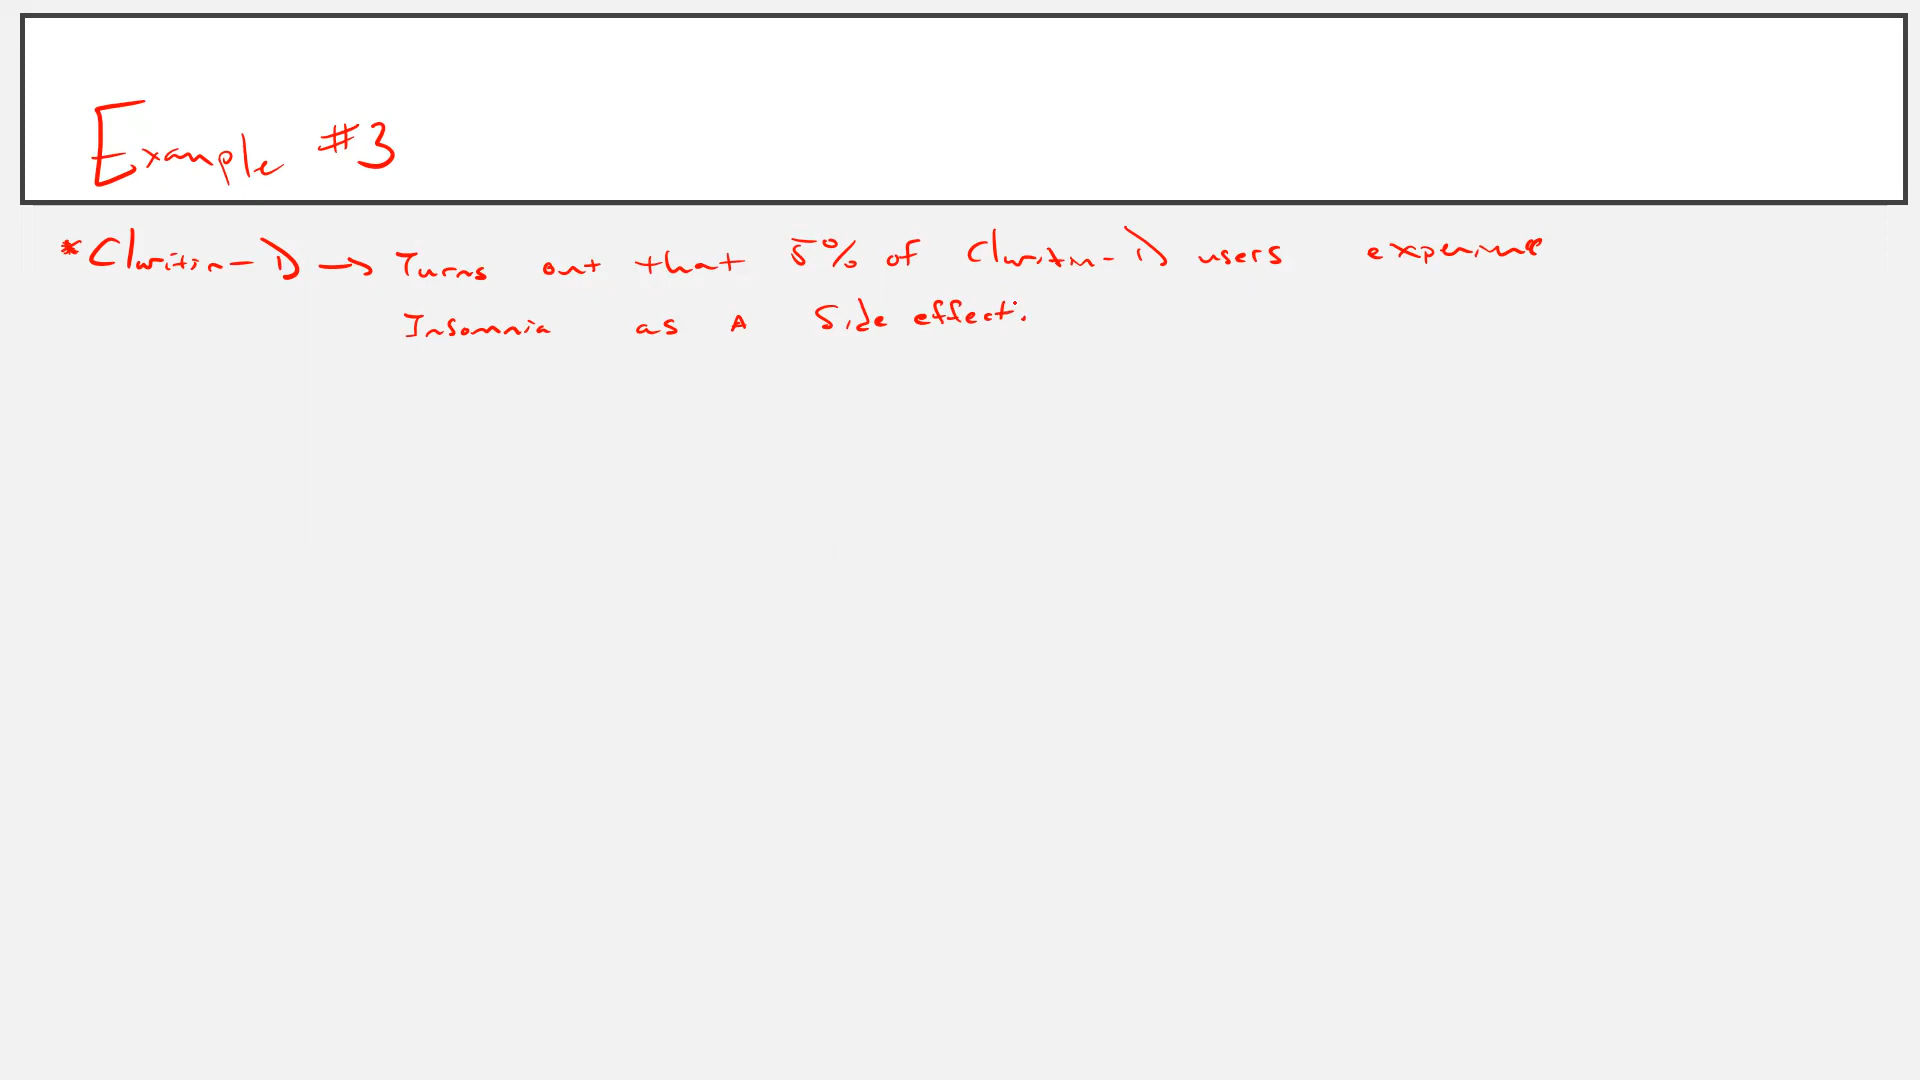 Example #3
*Claritin-D → Turns out that 5% of Claritin-D users experience
Insomnia as A Side effect.